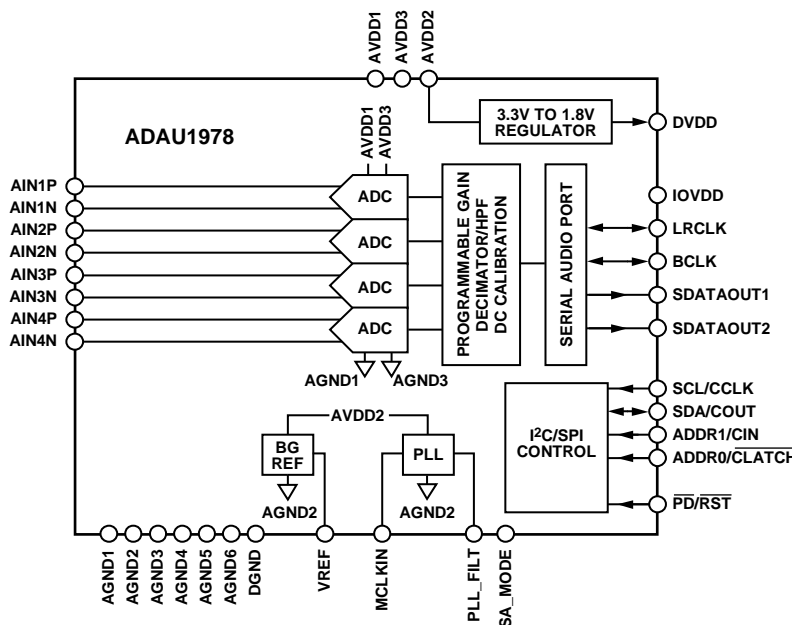 AVDD1
AVDD3
AVDD2
ADAU1978
AVDD1
AVDD3
3.3V TO 1.8V
REGULATOR
DVDD
AIN1P
AIN1N
AIN2P
AIN2N
AIN3P
AIN3N
AIN4P
AIN4N
ADC
ADC
ADC
ADC
AGND1
AGND3
PROGRAMMABLE GAIN
DECIMATOR/HPF
DC CALIBRATION
SERIAL AUDIO PORT
IOVDD
LRCLK
BCLK
SDATAOUT1
SDATAOUT2
I²C/SPI
CONTROL
SCL/CCLK
SDA/COUT
ADDR1/CIN
ADDR0/CLATCH
PD/RST
AVDD2
BG
REF
PLL
AGND2
AGND2
AGND1
AGND2
AGND3
AGND4
AGND5
AGND6
DGND
VREF
MCLKIN
PLL_FILT
SA_MODE